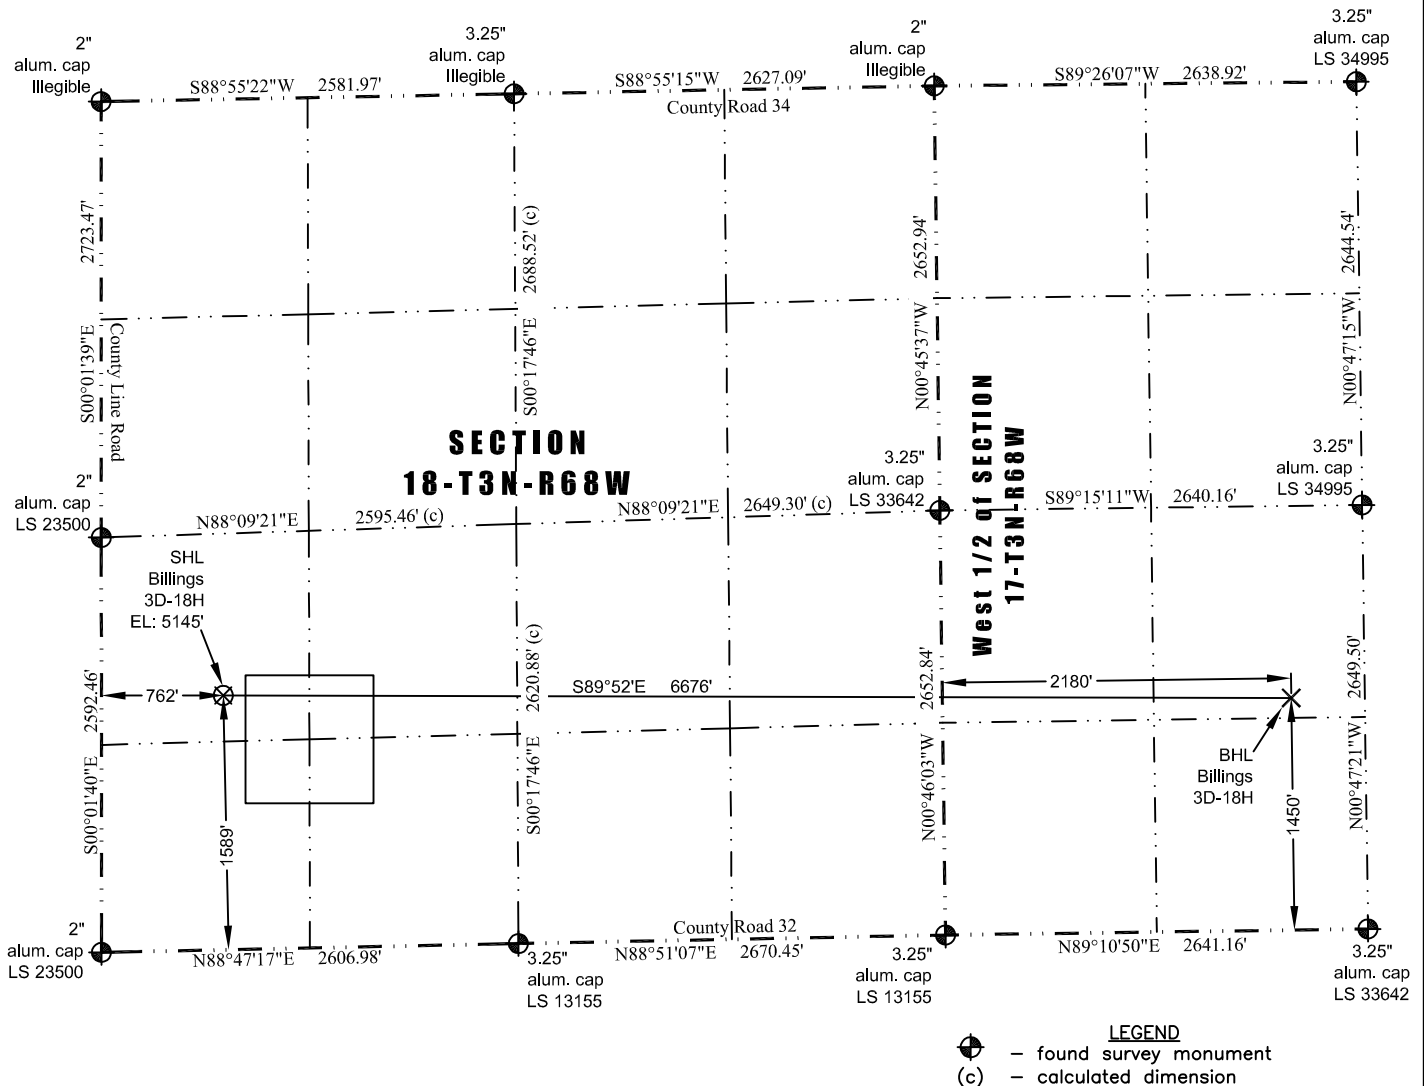 2"
alum. cap
Illegible
3.25"
alum. cap
Illegible
2"
alum. cap
Illegible
3.25"
alum. cap
LS 34995
S88°55'22"W 2581.97'
S88°55'15"W 2627.09'
S89°26'07"W 2638.92'
County Road 34
2723.47'
S00°01'39"E
County Line Road
2688.52' (c)
S00°17'46"E
2652.94'
N00°45'37"W
2644.54'
N00°47'15"W
SECTION
18-T3N-R68W
West 1/2 of SECTION
17-T3N-R68W
2"
alum. cap
LS 23500
3.25"
alum. cap
LS 33642
3.25"
alum. cap
LS 34995
N88°09'21"E 2595.46' (c)
N88°09'21"E 2649.30' (c)
S89°15'11"W 2640.16'
SHL
Billings
3D-18H
EL: 5145'
762'
S89°52'E 6676'
2180'
2592.46'
S00°01'40"E
1589'
2620.88' (c)
S00°17'46"E
2652.84'
N00°46'03"W
BHL
Billings
3D-18H
1450'
2649.50'
N00°47'21"W
2"
alum. cap
LS 23500
N88°47'17"E 2606.98'
3.25"
alum. cap
LS 13155
County Road 32
N88°51'07"E 2670.45'
3.25"
alum. cap
LS 13155
N89°10'50"E 2641.16'
3.25"
alum. cap
LS 33642
LEGEND
– found survey monument
(c) – calculated dimension